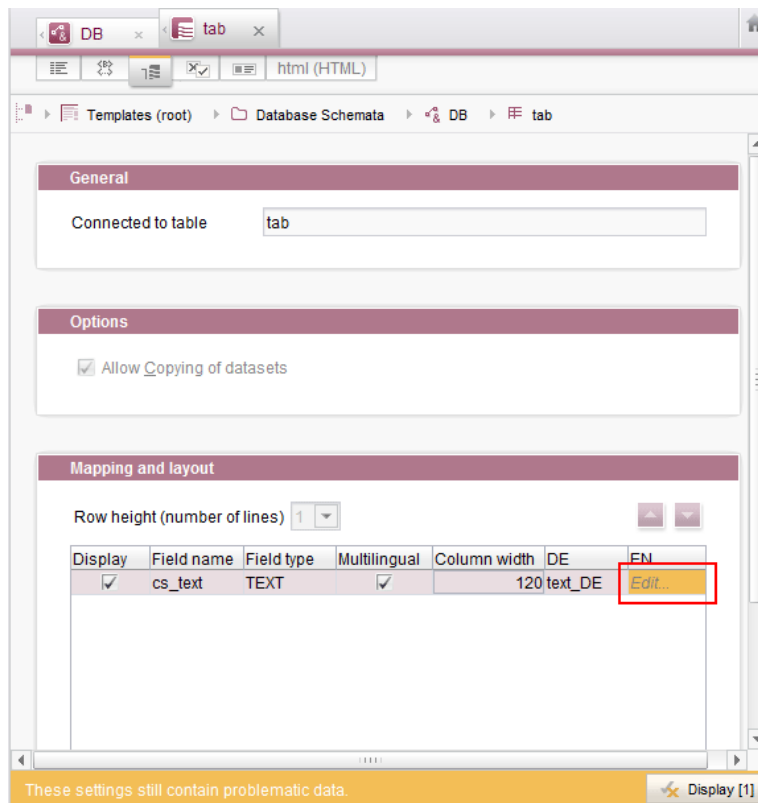 DB tab
html (HTML)
Templates (root) Database Schemata DB tab
General
Connected to table tab
Options
Allow Copying of datasets
Mapping and layout
Row height (number of lines) 1
Display Field name Field type Multilingual Column width DE EN
cs_text TEXT 120 text_DE Edit...
These settings still contain problematic data. Display [1]